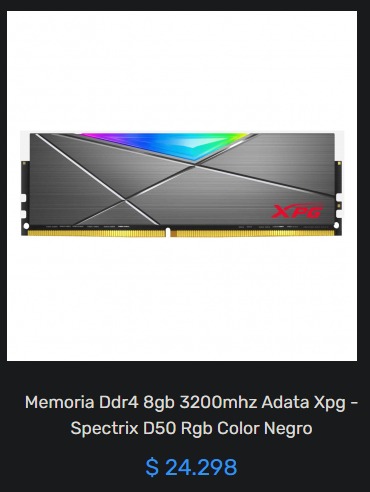 XPG
Memoria Ddr4 8gb 3200mhz Adata Xpg -
Spectrix D50 Rgb Color Negro
$ 24.298